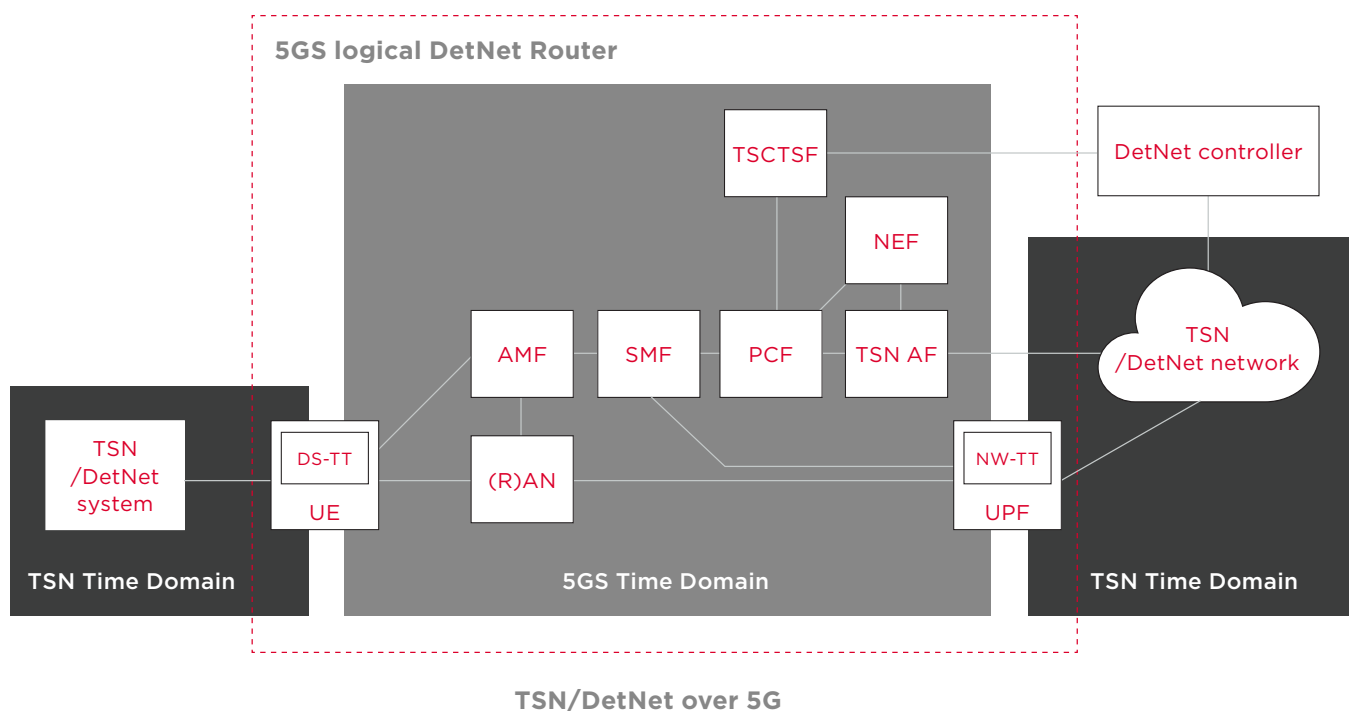 5GS logical DetNet Router
TSCTSF
DetNet controller
NEF
AMF
SMF
PCF
TSN AF
TSN
/DetNet network
TSN
/DetNet
system
DS-TT
UE
(R)AN
NW-TT
UPF
TSN Time Domain
5GS Time Domain
TSN Time Domain
TSN/DetNet over 5G